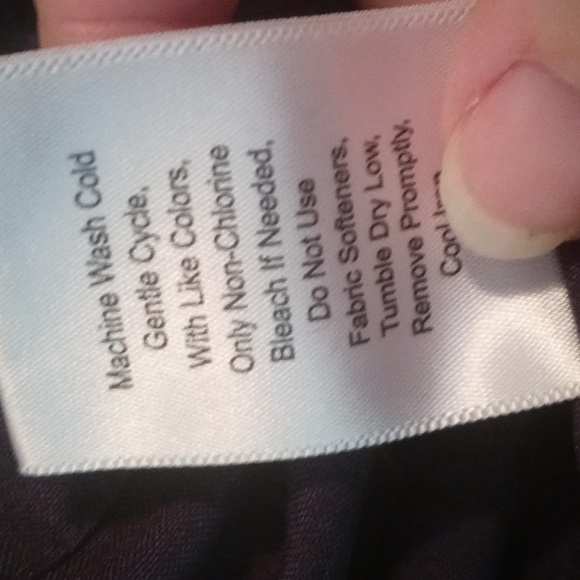 Machine Wash Cold
Gentle Cycle,
With Like Colors,
Only Non-Chlorine
Bleach If Needed,
Do Not Use
Fabric Softeners,
Tumble Dry Low,
Remove Promptly,
Cool